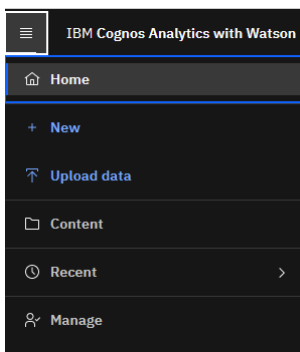 IBM Cognos Analytics with Watson
Home
New
Upload data
Content
Recent
Manage